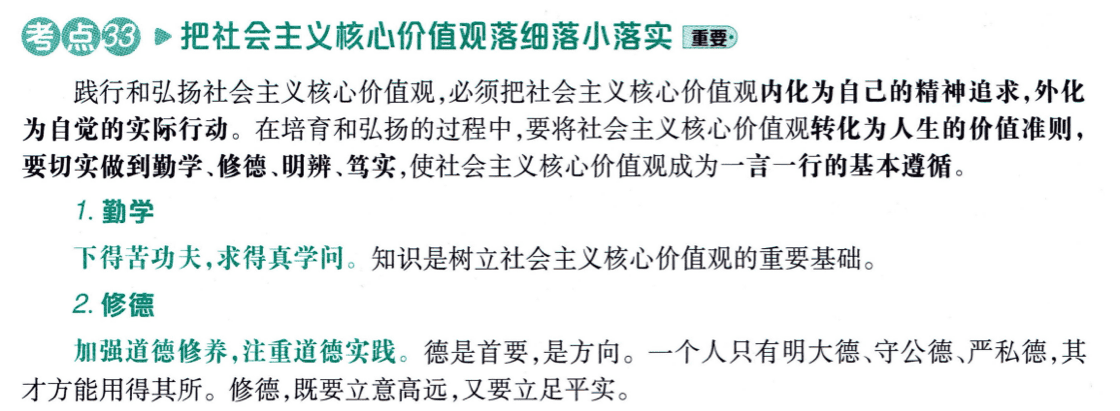 考点33 ▶ 把社会主义核心价值观落细落小落实 重要
践行和弘扬社会主义核心价值观,必须把社会主义核心价值观内化为自己的精神追求,外化
为自觉的实际行动。在培育和弘扬的过程中,要将社会主义核心价值观转化为人生的价值准则,
要切实做到勤学、修德、明辨、笃实,使社会主义核心价值观成为一言一行的基本遵循。
1. 勤学
下得苦功夫,求得真学问。知识是树立社会主义核心价值观的重要基础。
2. 修德
加强道德修养,注重道德实践。德是首要,是方向。一个人只有明大德、守公德、严私德,其
才方能用得其所。修德,既要立意高远,又要立足平实。